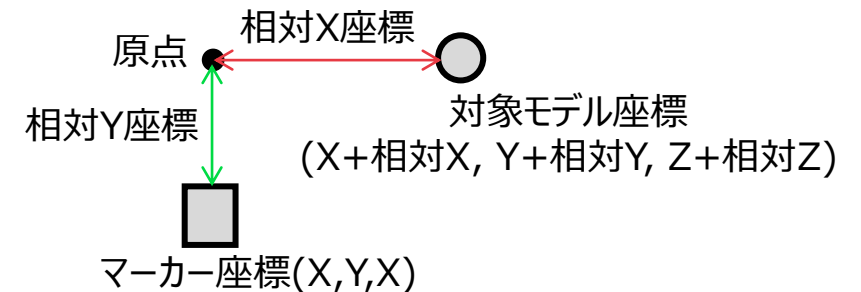 相対X座標
原点
相対Y座標
対象モデル座標
(X+相対X, Y+相対Y, Z+相対Z)
マーカー座標(X,Y,X)